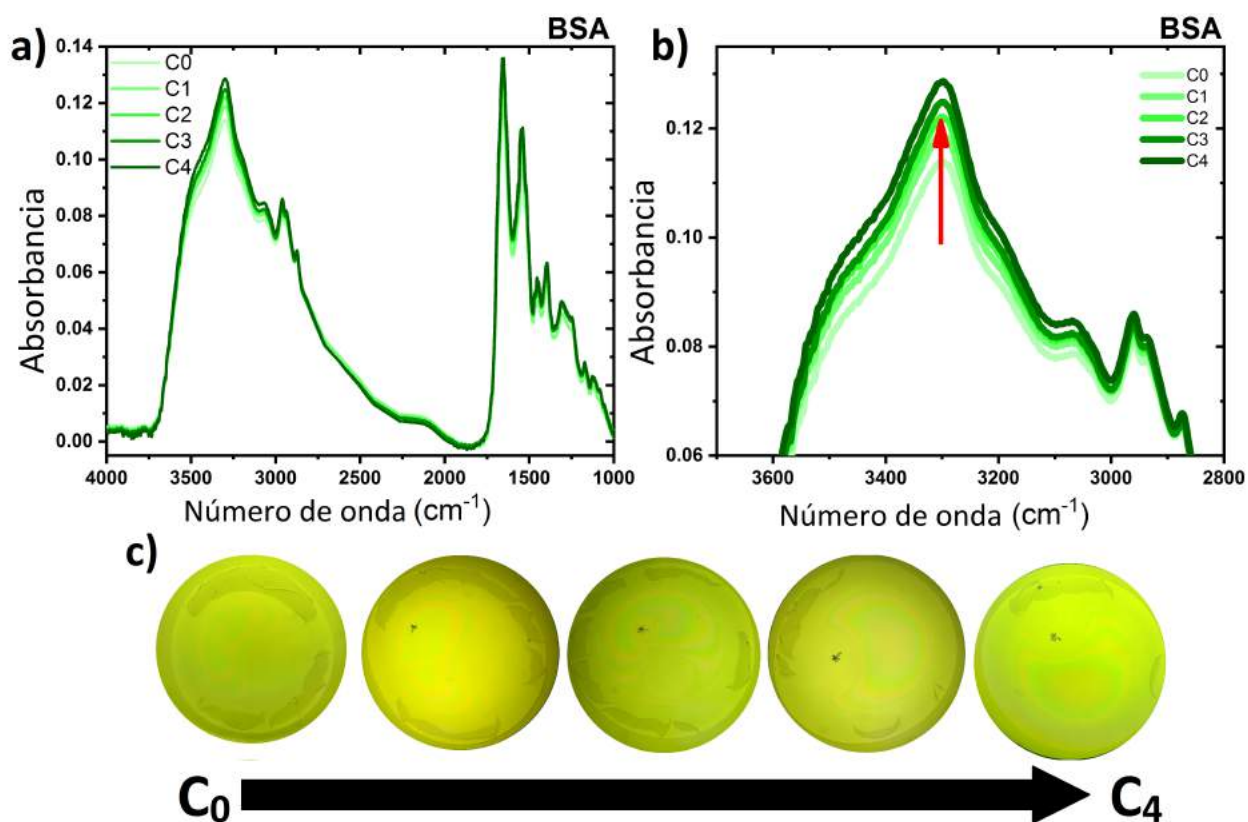 a)
BSA
C0
C1
C2
C3
C4
0.14
0.12
0.10
0.08
0.06
0.04
0.02
0.00
Absorbancia
4000 3500 3000 2500 2000 1500 1000
Número de onda (cm⁻¹)
b)
BSA
C0
C1
C2
C3
C4
0.12
0.10
0.08
0.06
Absorbancia
3600 3400 3200 3000 2800
Número de onda (cm⁻¹)
c)
C₀ C₄